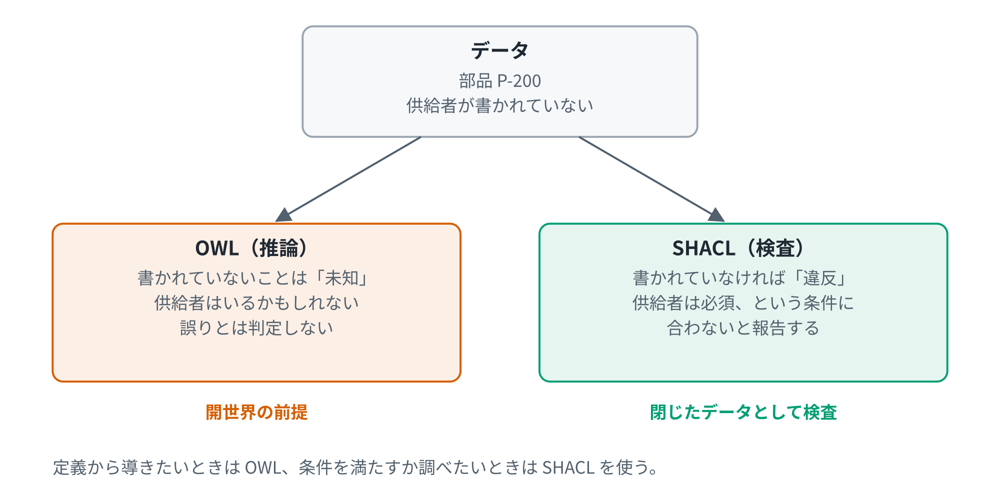 データ
部品 P-200
供給者が書かれていない
OWL（推論）
書かれていないことは「未知」
供給者はいるかもしれない
誤りとは判定しない
開世界の前提
SHACL（検査）
書かれていなければ「違反」
供給者は必須、という条件に
合わないと報告する
閉じたデータとして検査
定義から導きたいときは OWL、条件を満たすか調べたいときは SHACL を使う。